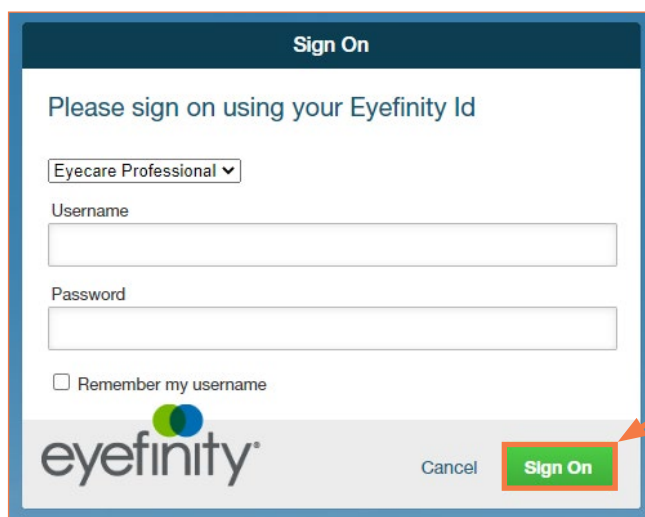 Sign On
Please sign on using your Eyefinity Id
Eyecare Professional
Username
Password
Remember my username
eyefinity
Cancel
Sign On